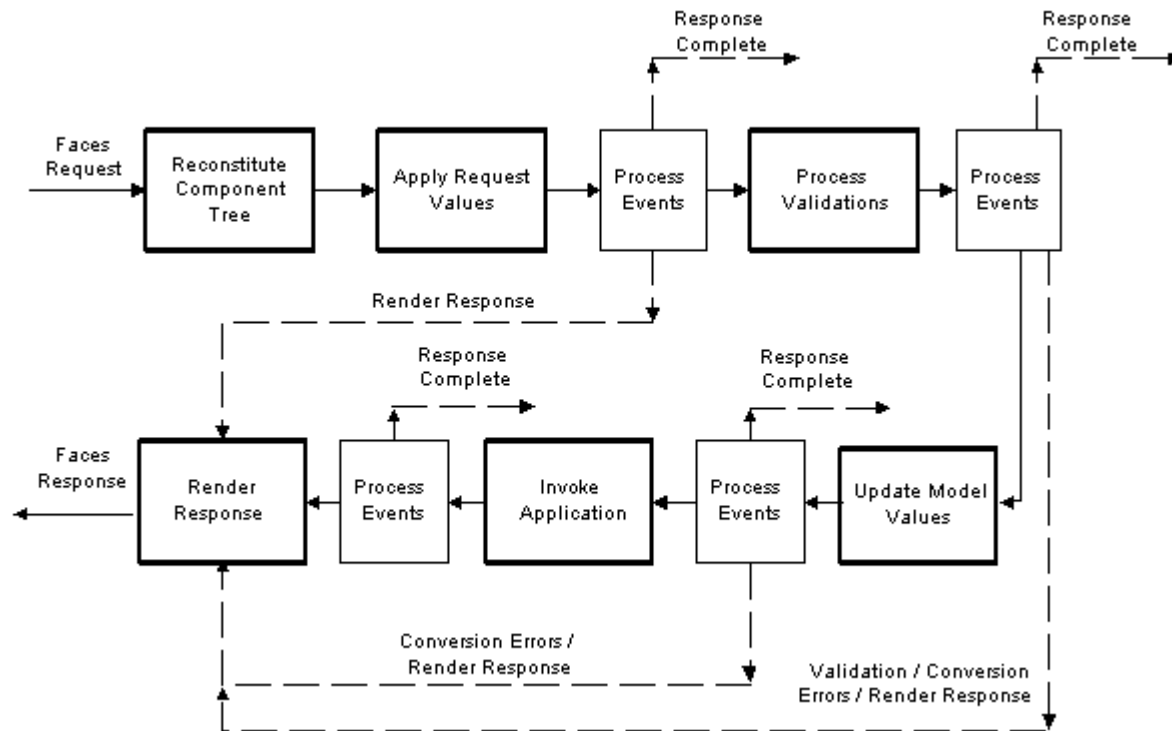 Response
Complete
Response
Complete
Faces
Request
Reconstitute
Component
Tree
Apply Request
Values
Process
Events
Process
Validations
Process
Events
Render Response
Response
Complete
Response
Complete
Faces
Response
Render
Response
Process
Events
Invoke
Application
Process
Events
Update Model
Values
Conversion Errors /
Render Response
Validation / Conversion
Errors / Render Response